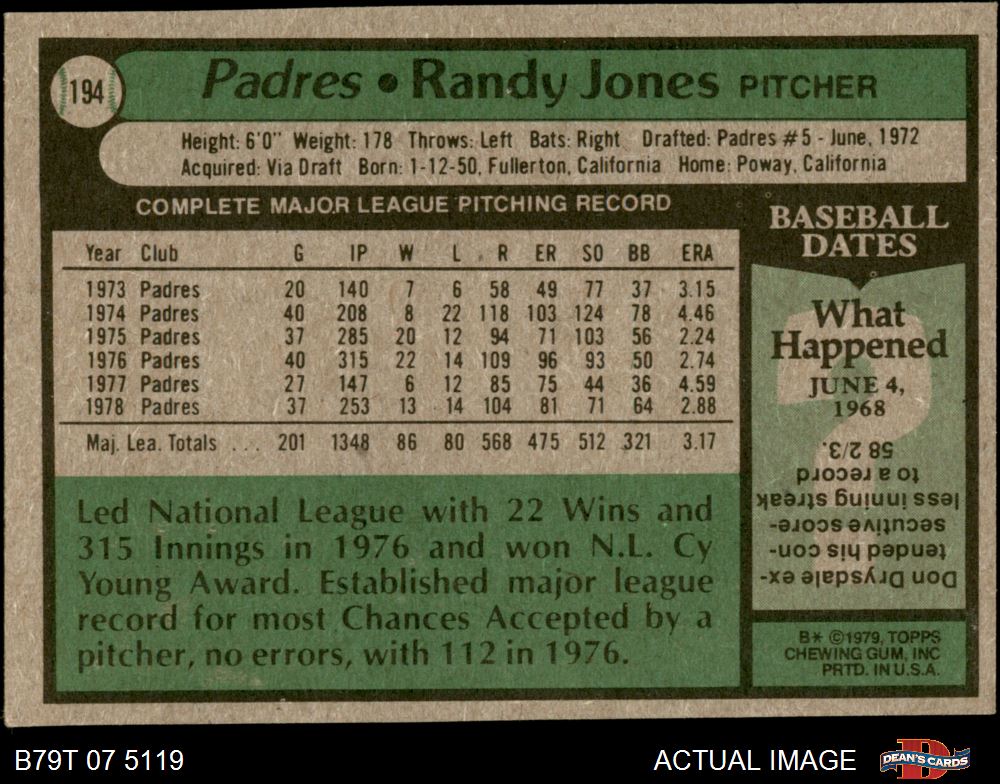 194
Padres • Randy Jones PITCHER
Height: 6'0" Weight: 178 Throws: Left Bats: Right Drafted: Padres #5 - June, 1972
Acquired: Via Draft Born: 1-12-50, Fullerton, California Home: Poway, California
COMPLETE MAJOR LEAGUE PITCHING RECORD
Year Club G IP W L R ER SO BB ERA
1973 Padres 20 140 7 6 58 49 77 37 3.15
1974 Padres 40 208 8 22 118 103 124 78 4.46
1975 Padres 37 285 20 12 94 71 103 56 2.24
1976 Padres 40 315 22 14 109 96 93 50 2.74
1977 Padres 27 147 6 12 85 75 44 36 4.59
1978 Padres 37 253 13 14 104 81 71 64 2.88
Maj. Lea. Totals ... 201 1348 86 80 568 475 512 321 3.17
Led National League with 22 Wins and
315 Innings in 1976 and won N.L. Cy
Young Award. Established major league
record for most Chances Accepted by a
pitcher, no errors, with 112 in 1976.
BASEBALL
DATES
What
Happened
JUNE 4,
1968
Don Drysdale ex-
tended his con-
secutive score-
less inning streak
to a record
58 2/3.
B* ©1979, TOPPS
CHEWING GUM, INC
PRTD. IN U.S.A.
B79T 07 5119
ACTUAL IMAGE
D
DEAN'S CARDS